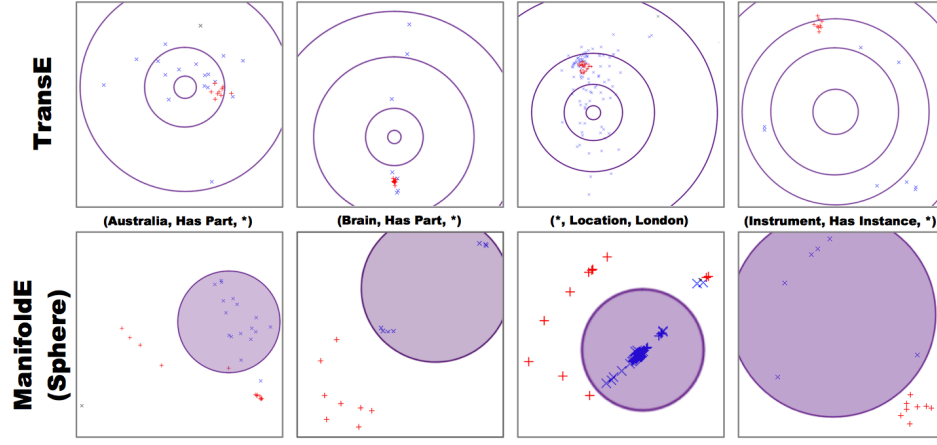 TransE
(Australia, Has Part, *)
(Brain, Has Part, *)
(*, Location, London)
(Instrument, Has Instance, *)
ManifoldE
(Sphere)